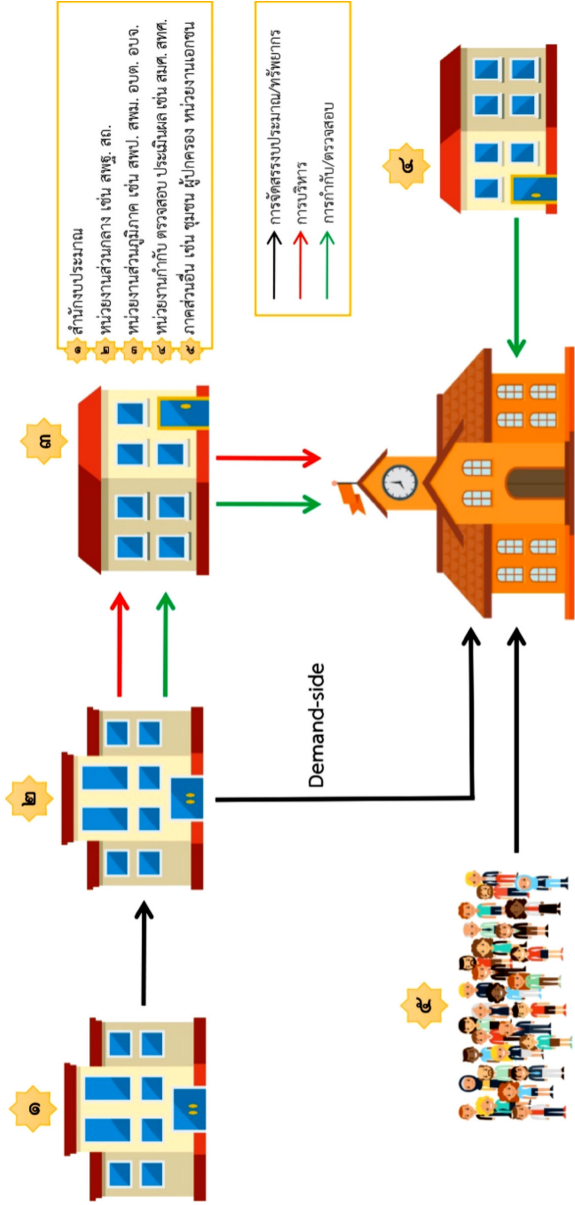 ๑
๒
๓
๔
๕
Demand-side
๑ สำนักงบประมาณ
๒ หน่วยงานส่วนกลาง เช่น สพฐ. สถ.
๓ หน่วยงานส่วนภูมิภาค เช่น สพป. สพม. อบต. อบจ.
๔ หน่วยงานกำกับ ตรวจสอบ ประเมินผล เช่น สมศ. สทศ.
๕ ภาคส่วนอื่น เช่น ชุมชน ผู้ปกครอง หน่วยงานเอกชน
การจัดสรรงบประมาณ/ทรัพยากร
การบริหาร
การกำกับ/ตรวจสอบ